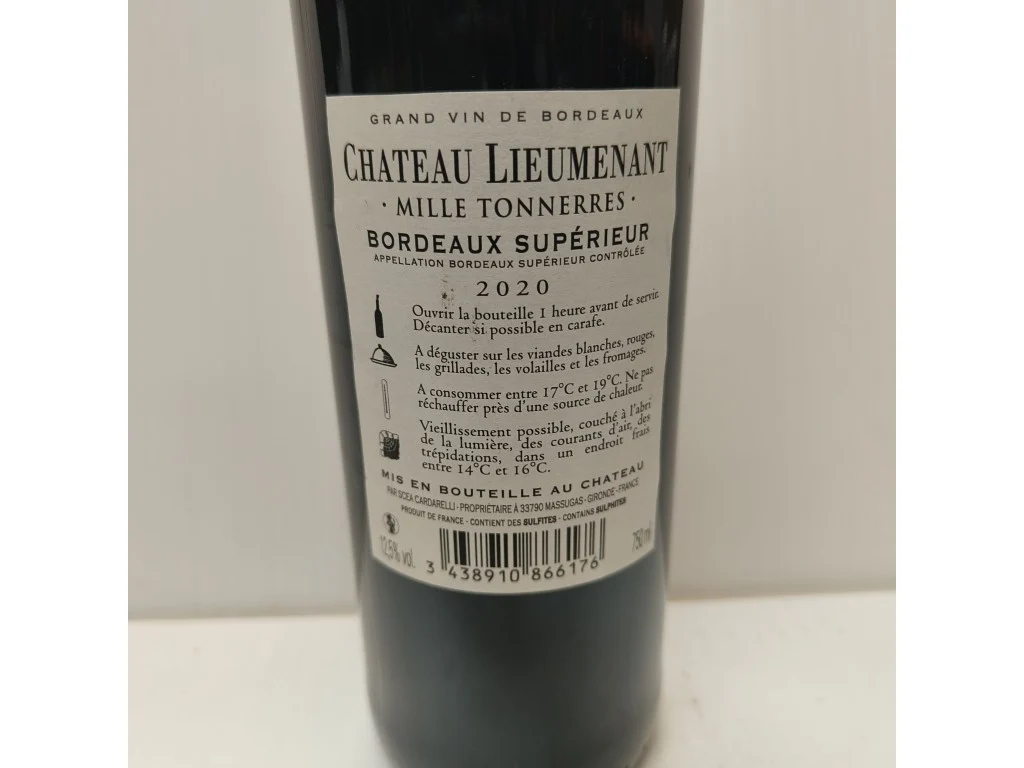 GRAND VIN DE BORDEAUX
CHATEAU LIEUMENANT
· MILLE TONNERRES ·
BORDEAUX SUPÉRIEUR
APPELLATION BORDEAUX SUPÉRIEUR CONTRÔLÉE
2020
Ouvrir la bouteille 1 heure avant de servir.
Décanter si possible en carafe.
A déguster sur les viandes blanches, rouges,
les grillades, les volailles et les fromages.
A consommer entre 17°C et 19°C. Ne pas
réchauffer près d'une source de chaleur.
Vieillissement possible, couché à l'abri
de la lumière, des courants d'air, des
trépidations, dans un endroit frais
entre 14°C et 16°C.
MIS EN BOUTEILLE AU CHATEAU
PAR SCEA CARDARELLI - PROPRIÉTAIRE À 33790 MASSUGAS - GIRONDE - FRANCE
PRODUIT DE FRANCE - CONTIENT DES SULFITES - CONTAINS SULPHITES
12,5% vol.
750 ml
3 438910 866176